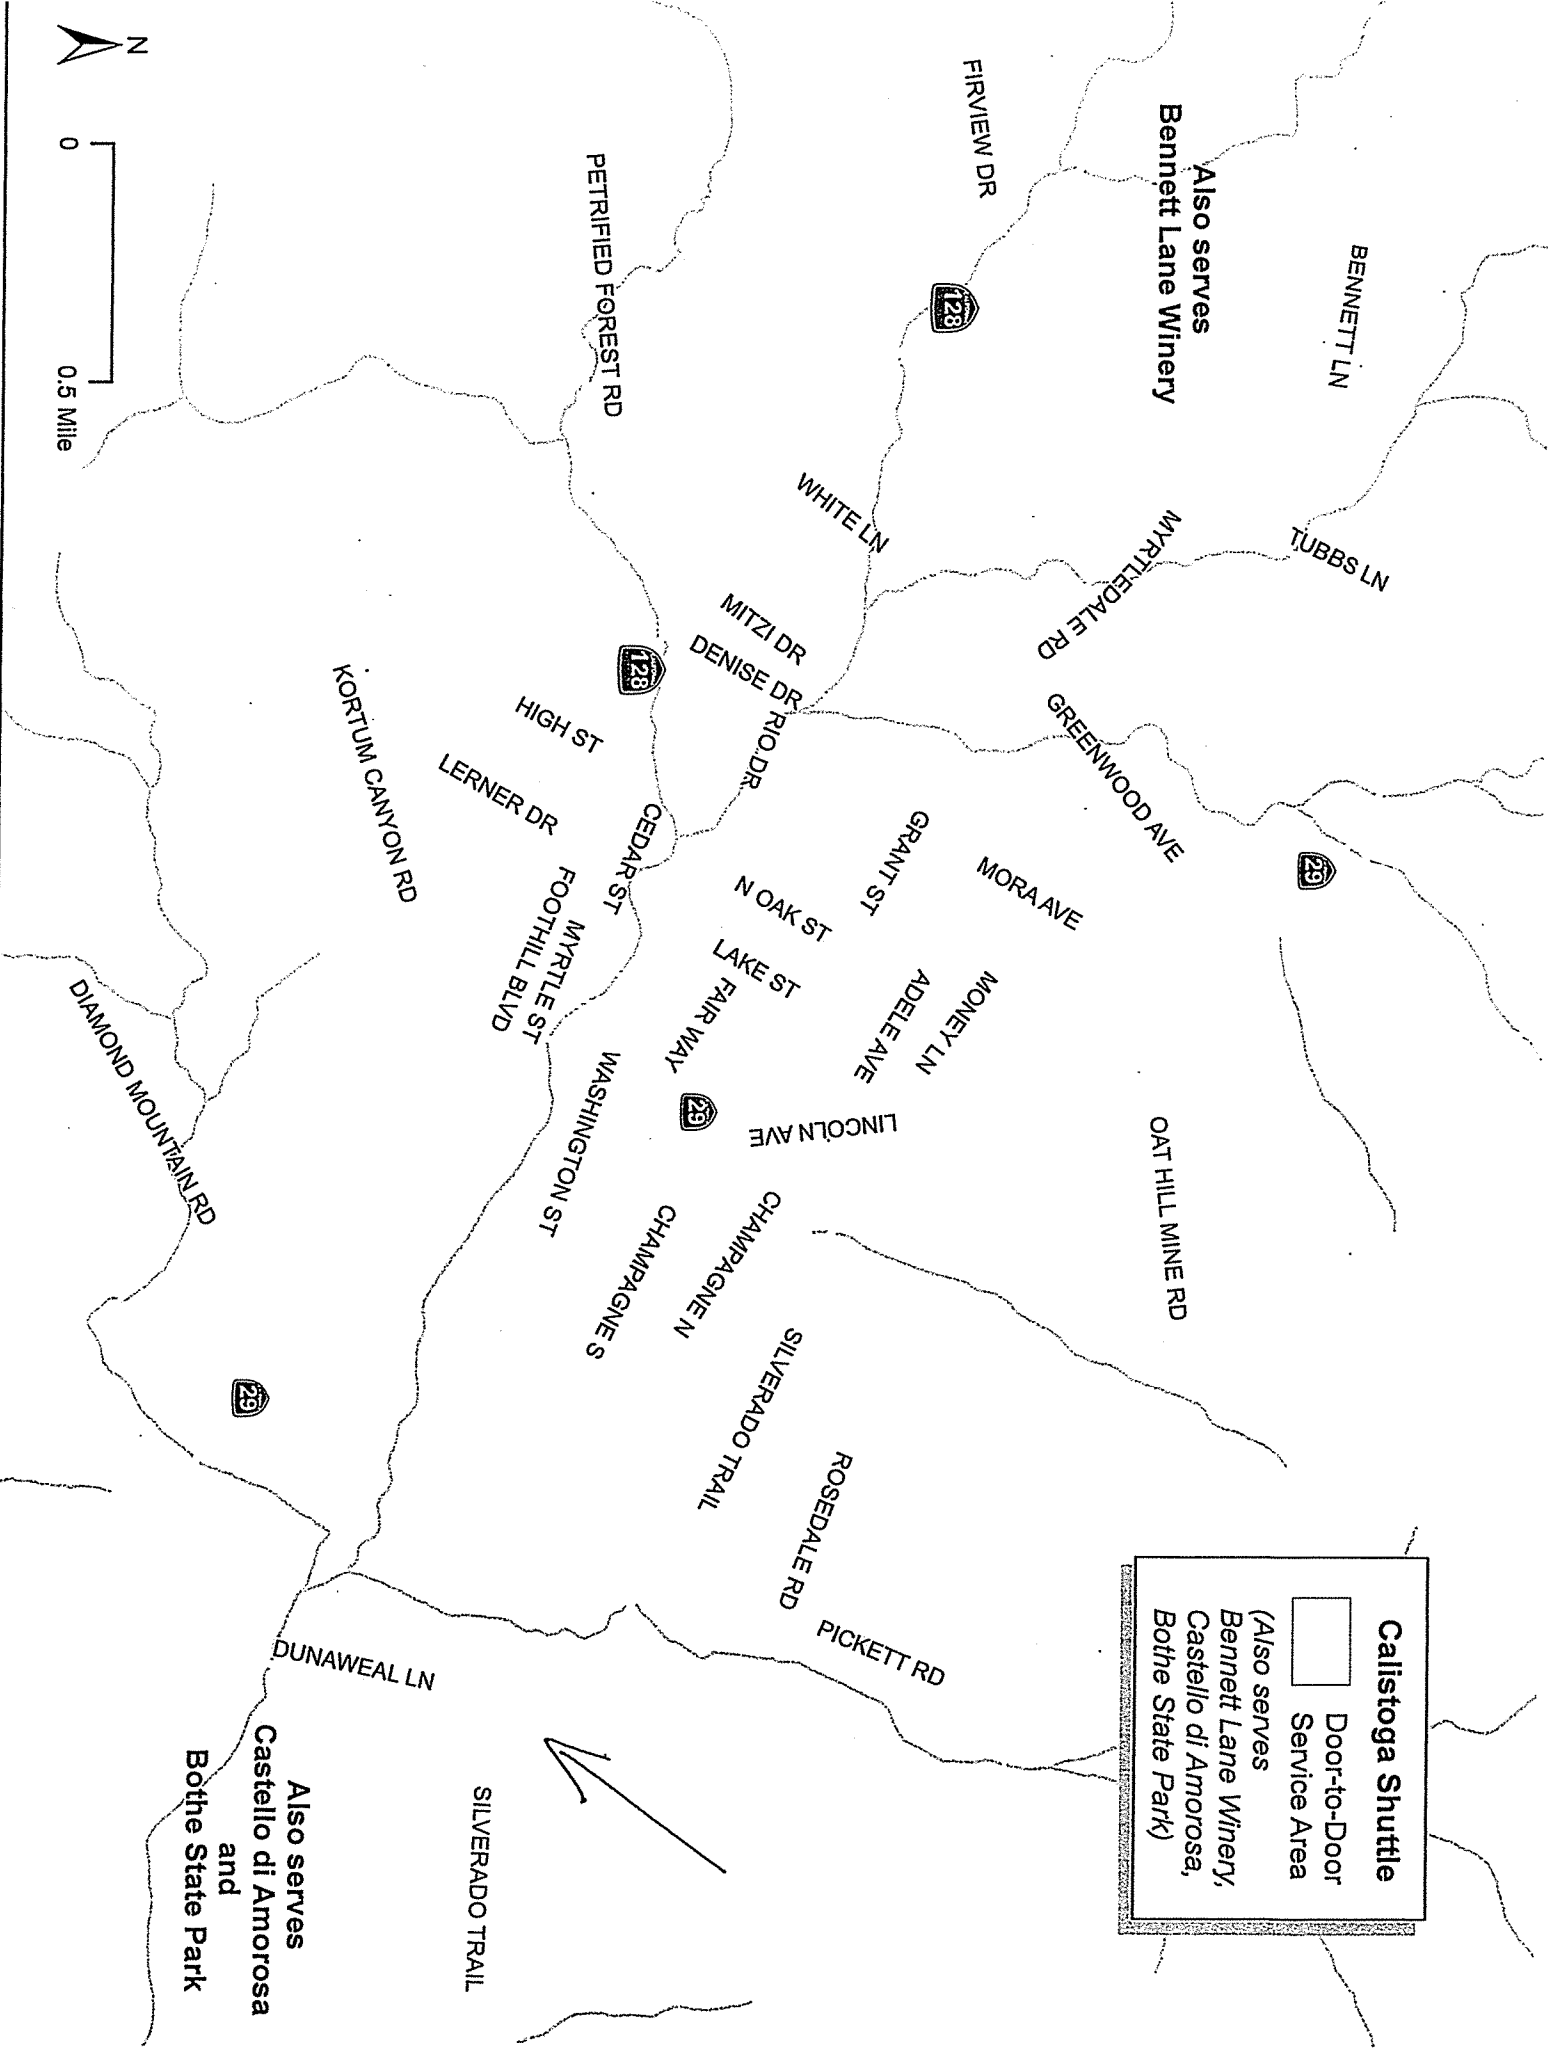 Calistoga Shuttle
Door-to-Door
Service Area
(Also serves
Bennett Lane Winery,
Castello di Amorosa,
Bothe State Park)
BENNETT LN
TUBBS LN
29
Also serves
Bennett Lane Winery
OAT HILL MINE RD
MYRTLEDALE RD
GREENWOOD AVE
MORA AVE
FIRVIEW DR
128
MONEY LN
GRANT ST
ADELE AVE
PICKETT RD
WHITE LN
LINCOLN AVE
ROSEDALE RD
N OAK ST
MITZI DR
DENISE DR
RIO DR
LAKE ST
SILVERADO TRAIL
CHAMPAGNE N
FAIR WAY
29
128
CEDAR ST
CHAMPAGNE S
PETRIFIED FOREST RD
WASHINGTON ST
HIGH ST
MYRTLE ST
FOOTHILL BLVD
LERNER DR
SILVERADO TRAIL
KORTUM CANYON RD
DUNAWEAL LN
Also serves
Castello di Amorosa
and
Bothe State Park
29
DIAMOND MOUNTAIN RD
N
0
0.5 Mile